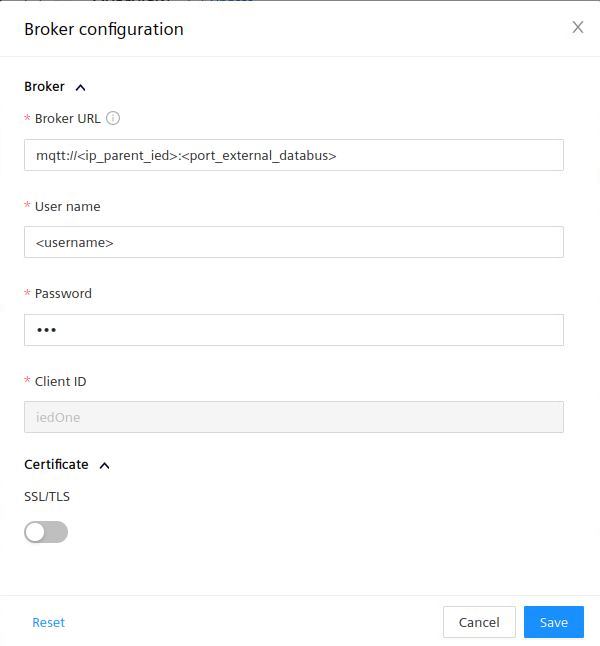 Broker configuration
Broker
* Broker URL
mqtt://<ip_parent_ied>:<port_external_databus>
* User name
<username>
* Password
•••
* Client ID
iedOne
Certificate
SSL/TLS
Reset
Cancel
Save